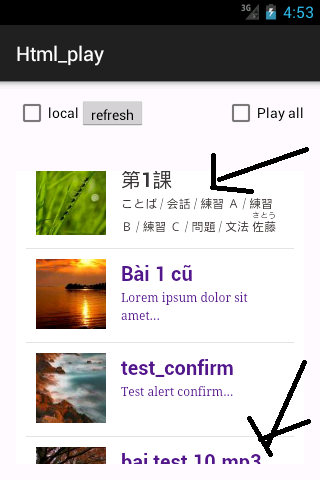 3G 4:53
Html_play
local refresh Play all
第1課
ことば / 会話 / 練習 A / 練習
B / 練習 C / 問題 / 文法 佐藤
さとう
Bài 1 cũ
Lorem ipsum dolor sit
amet...
test_confirm
Test alert confirm...
bai test 10 mp3